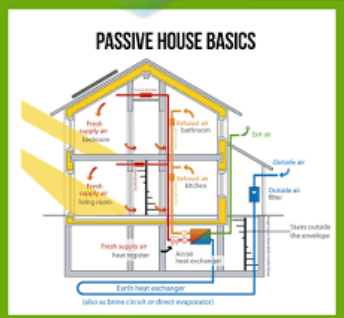 PASSIVE HOUSE BASICS
Fresh
supply air
bedroom
Exhaust air
bathroom
Exit air
Outside air
Fresh
supply air
living room
Exhaust air
kitchen
Outside air
filter
Stairs outside
the envelope
Fresh supply air
heat register
Air/air
heat exchanger
Earth heat exchanger
(also as brine circuit or direct evaporator)